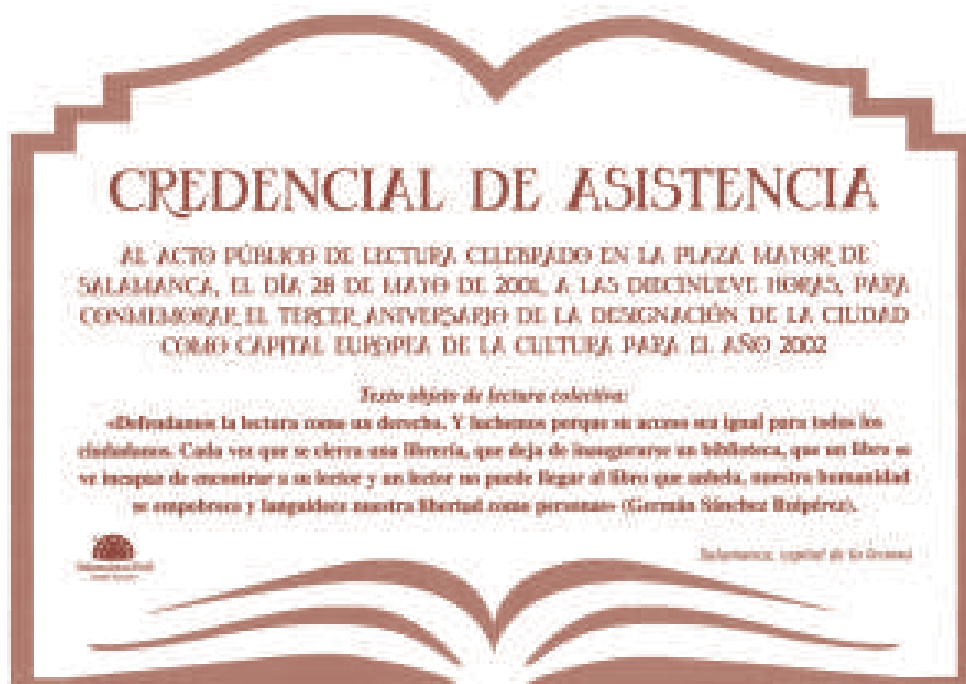 CREDENCIAL DE ASISTENCIA
AL ACTO PÚBLICO DE LECTURA CELEBRADO EN LA PLAZA MAYOR DE
SALAMANCA, EL DÍA 28 DE MAYO DE 2001, A LAS DIECINUEVE HORAS, PARA
CONMEMORAR EL TERCER ANIVERSARIO DE LA DESIGNACIÓN DE LA CIUDAD
COMO CAPITAL EUROPEA DE LA CULTURA PARA EL AÑO 2002
Texto objeto de lectura colectiva:
«Defendamos la lectura como un derecho. Y luchemos porque su acceso sea igual para todos los
ciudadanos. Cada vez que se cierra una librería, que deja de inaugurarse un biblioteca, que un libro se
ve incapaz de encontrar a su lector y un lector no puede llegar al libro que anhela, nuestra humanidad
se empobrece y languidece nuestra libertad como personas» (Germán Sánchez Ruipérez).
Salamanca, capital de la lectura